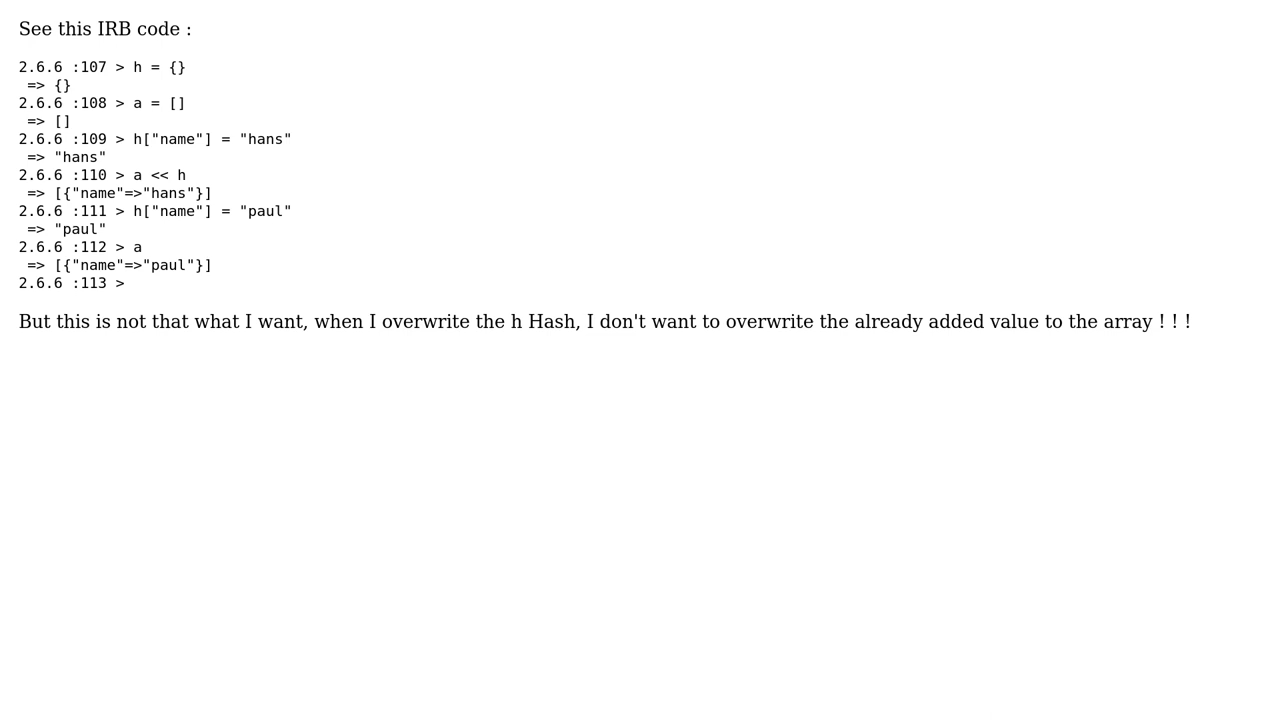 See this IRB code :
2.6.6 :107 > h = {}
 => {}
2.6.6 :108 > a = []
 => []
2.6.6 :109 > h["name"] = "hans"
 => "hans"
2.6.6 :110 > a << h
 => [{"name"=>"hans"}]
2.6.6 :111 > h["name"] = "paul"
 => "paul"
2.6.6 :112 > a
 => [{"name"=>"paul"}]
2.6.6 :113 >
But this is not that what I want, when I overwrite the h Hash, I don't want to overwrite the already added value to the array ! ! !